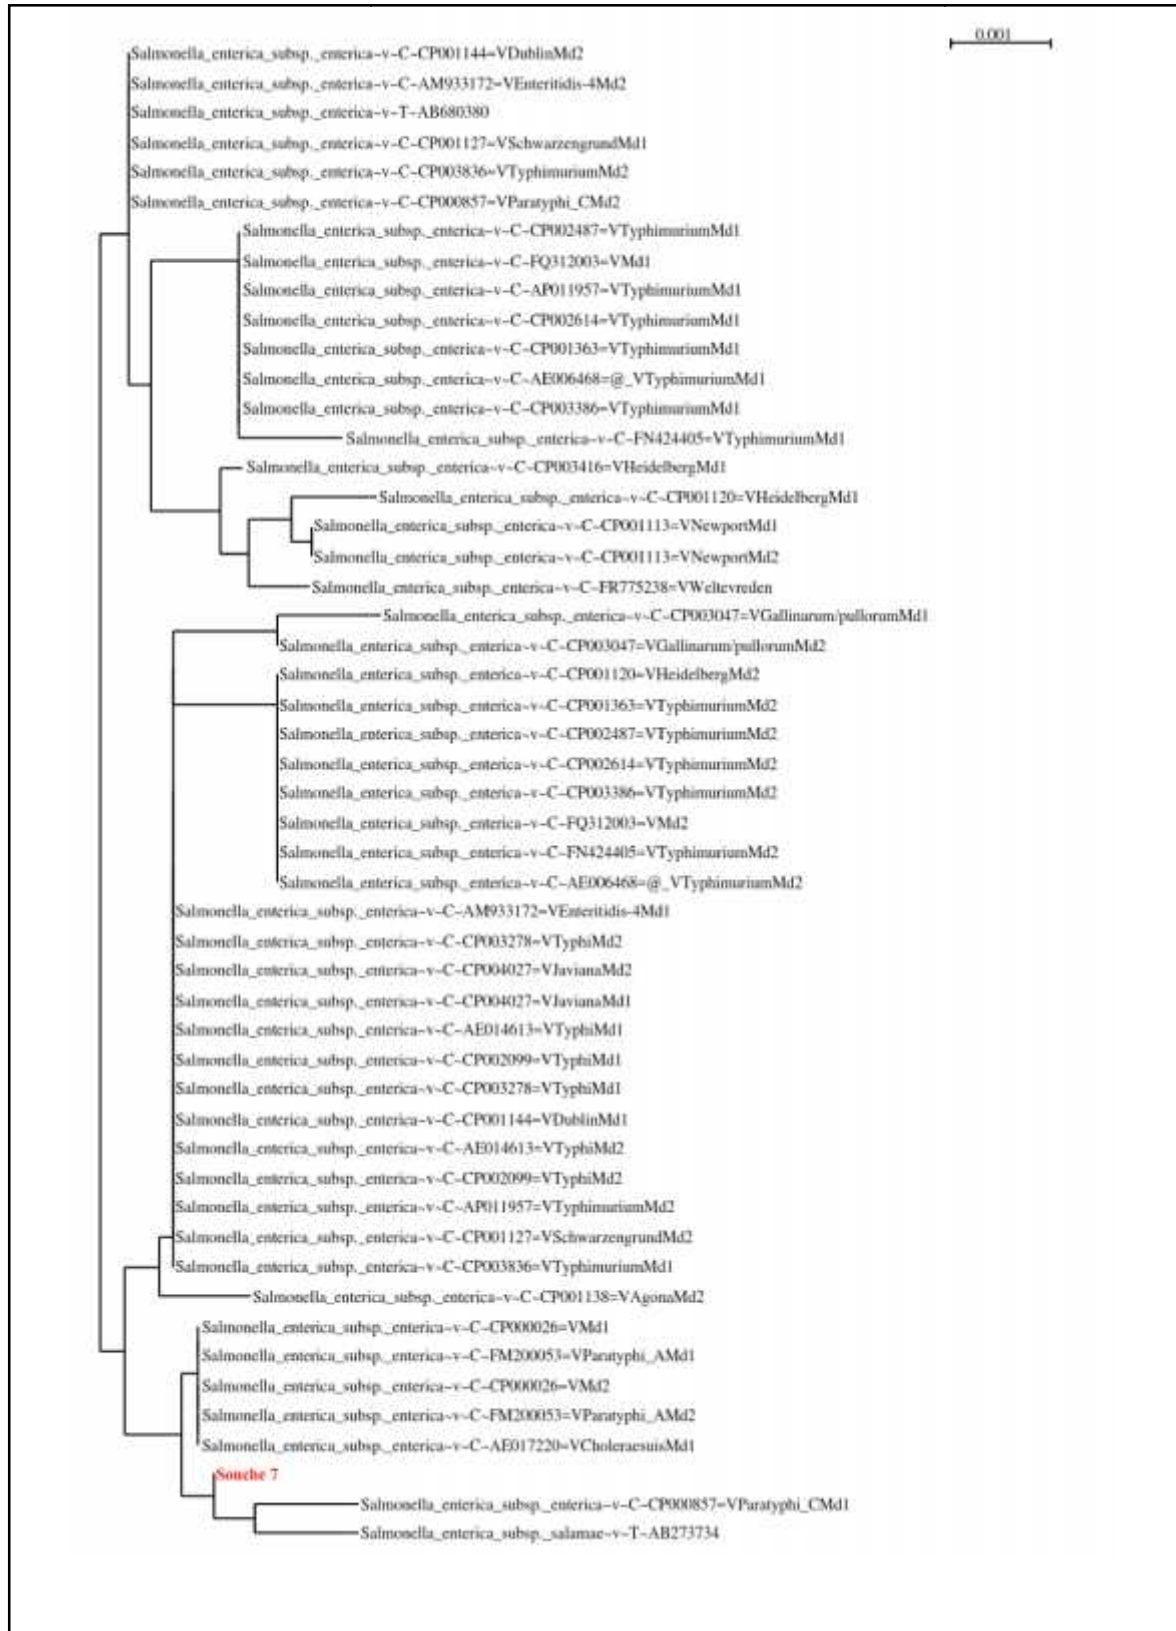 0.001
Salmonella_enterica_subsp._enterica-v-C-CP001144=VDublinMd2
Salmonella_enterica_subsp._enterica-v-C-AM933172=VEnteritidis-4Md2
Salmonella_enterica_subsp._enterica-v-T-AB680380
Salmonella_enterica_subsp._enterica-v-C-CP001127=VSchwarzengrundMd1
Salmonella_enterica_subsp._enterica-v-C-CP003836=VTyphimuriumMd2
Salmonella_enterica_subsp._enterica-v-C-CP000857=VParatyphi_CMd2
Salmonella_enterica_subsp._enterica-v-C-CP002487=VTyphimuriumMd1
Salmonella_enterica_subsp._enterica-v-C-FQ312003=VMd1
Salmonella_enterica_subsp._enterica-v-C-AP011957=VTyphimuriumMd1
Salmonella_enterica_subsp._enterica-v-C-CP002614=VTyphimuriumMd1
Salmonella_enterica_subsp._enterica-v-C-CP001363=VTyphimuriumMd1
Salmonella_enterica_subsp._enterica-v-C-AE006468=@_VTyphimuriumMd1
Salmonella_enterica_subsp._enterica-v-C-CP003386=VTyphimuriumMd1
Salmonella_enterica_subsp._enterica-v-C-FN424405=VTyphimuriumMd1
Salmonella_enterica_subsp._enterica-v-C-CP003416=VHeidelbergMd1
Salmonella_enterica_subsp._enterica-v-C-CP001120=VHeidelbergMd1
Salmonella_enterica_subsp._enterica-v-C-CP001113=VNewportMd1
Salmonella_enterica_subsp._enterica-v-C-CP001113=VNewportMd2
Salmonella_enterica_subsp._enterica-v-C-FR775238=VWeltevreden
Salmonella_enterica_subsp._enterica-v-C-CP003047=VGallinarum/pullorumMd1
Salmonella_enterica_subsp._enterica-v-C-CP003047=VGallinarum/pullorumMd2
Salmonella_enterica_subsp._enterica-v-C-CP001120=VHeidelbergMd2
Salmonella_enterica_subsp._enterica-v-C-CP001363=VTyphimuriumMd2
Salmonella_enterica_subsp._enterica-v-C-CP002487=VTyphimuriumMd2
Salmonella_enterica_subsp._enterica-v-C-CP002614=VTyphimuriumMd2
Salmonella_enterica_subsp._enterica-v-C-CP003386=VTyphimuriumMd2
Salmonella_enterica_subsp._enterica-v-C-FQ312003=VMd2
Salmonella_enterica_subsp._enterica-v-C-FN424405=VTyphimuriumMd2
Salmonella_enterica_subsp._enterica-v-C-AE006468=@_VTyphimuriumMd2
Salmonella_enterica_subsp._enterica-v-C-AM933172=VEnteritidis-4Md1
Salmonella_enterica_subsp._enterica-v-C-CP003278=VTyphiMd2
Salmonella_enterica_subsp._enterica-v-C-CP004027=VJavianaMd2
Salmonella_enterica_subsp._enterica-v-C-CP004027=VJavianaMd1
Salmonella_enterica_subsp._enterica-v-C-AE014613=VTyphiMd1
Salmonella_enterica_subsp._enterica-v-C-CP002099=VTyphiMd1
Salmonella_enterica_subsp._enterica-v-C-CP003278=VTyphiMd1
Salmonella_enterica_subsp._enterica-v-C-CP001144=VDublinMd1
Salmonella_enterica_subsp._enterica-v-C-AE014613=VTyphiMd2
Salmonella_enterica_subsp._enterica-v-C-CP002099=VTyphiMd2
Salmonella_enterica_subsp._enterica-v-C-AP011957=VTyphimuriumMd2
Salmonella_enterica_subsp._enterica-v-C-CP001127=VSchwarzengrundMd2
Salmonella_enterica_subsp._enterica-v-C-CP003836=VTyphimuriumMd1
Salmonella_enterica_subsp._enterica-v-C-CP001138=VAgonaMd2
Salmonella_enterica_subsp._enterica-v-C-CP000026=VMd1
Salmonella_enterica_subsp._enterica-v-C-FM200053=VParatyphi_AMd1
Salmonella_enterica_subsp._enterica-v-C-CP000026=VMd2
Salmonella_enterica_subsp._enterica-v-C-FM200053=VParatyphi_AMd2
Salmonella_enterica_subsp._enterica-v-C-AE017220=VCholeraesuisMd1
Souche 7
Salmonella_enterica_subsp._enterica-v-C-CP000857=VParatyphi_CMd1
Salmonella_enterica_subsp._salamae-v-T-AB273734